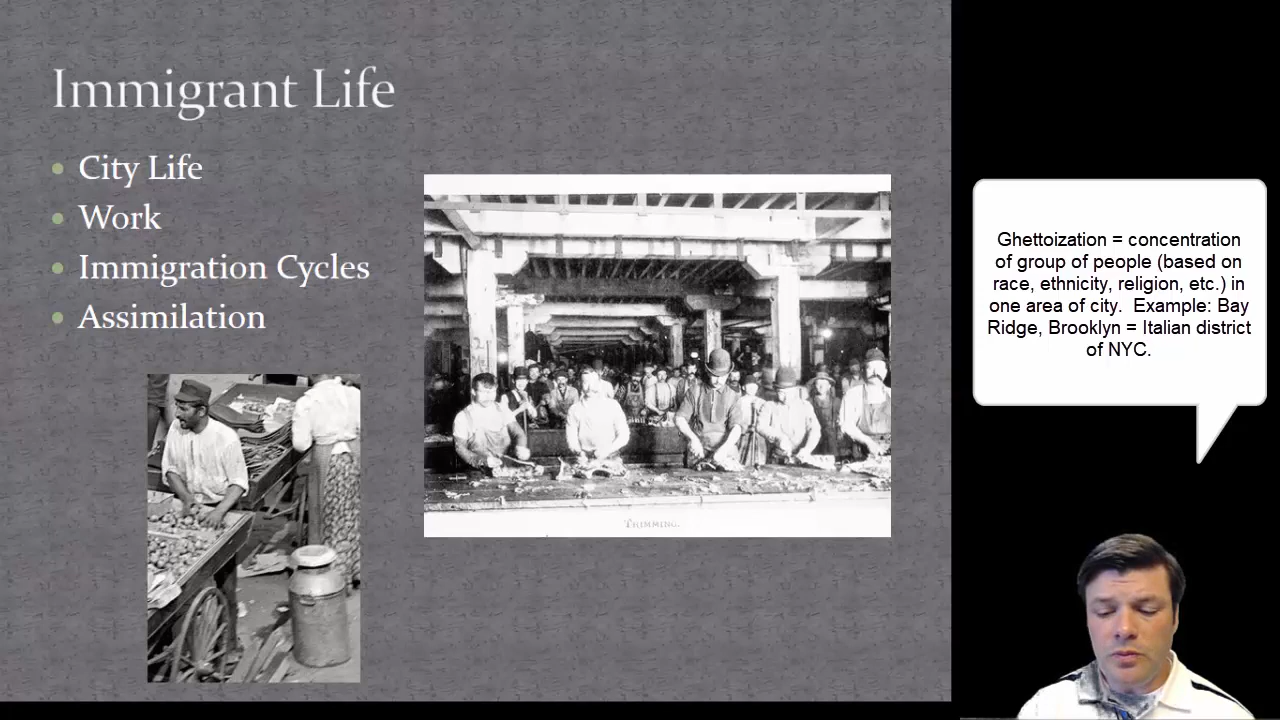 Immigrant Life
City Life
Work
Immigration Cycles
Assimilation
TRIMMING.
Ghettoization = concentration
of group of people (based on
race, ethnicity, religion, etc.) in
one area of city.  Example: Bay
Ridge, Brooklyn = Italian district
of NYC.